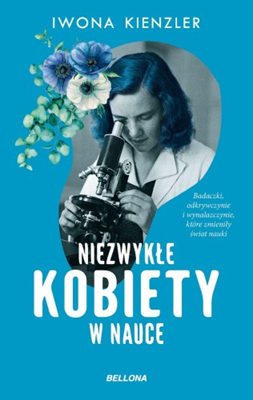 IWONA KIENZLER
Badaczki,
odkrywczynie
i wynalazczynie,
które zmieniły
świat nauki
NIEZWYKŁE
KOBIETY
W NAUCE
BELLONA